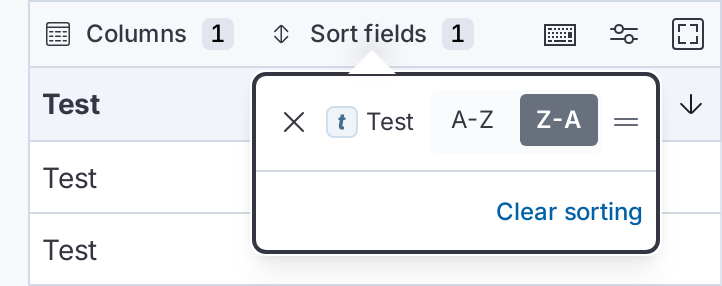 Columns 1 Sort fields 1
Test
t Test A-Z Z-A
Test
Clear sorting
Test